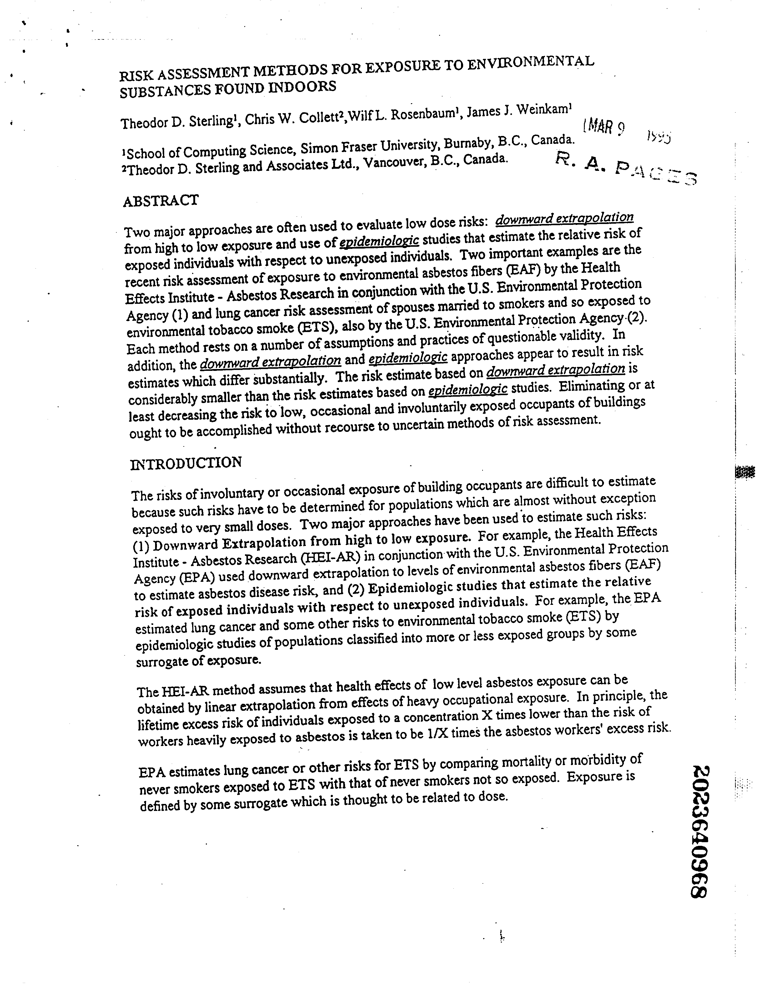 RISK ASSESSMENT METHODS FOR EXPOSURE TO ENVIRONMENTAL
SUBSTANCES FOUND INDOORS
Theodor D. Sterling¹, Chris W. Collett²,Wilf L. Rosenbaum¹, James J. Weinkam¹
¹School of Computing Science, Simon Fraser University, Burnaby, B.C., Canada.
²Theodor D. Sterling and Associates Ltd., Vancouver, B.C., Canada.
MAR 9 1995
R. A. PAGES
ABSTRACT
Two major approaches are often used to evaluate low dose risks: downward extrapolation
from high to low exposure and use of epidemiologic studies that estimate the relative risk of
exposed individuals with respect to unexposed individuals. Two important examples are the
recent risk assessment of exposure to environmental asbestos fibers (EAF) by the Health
Effects Institute - Asbestos Research in conjunction with the U.S. Environmental Protection
Agency (1) and lung cancer risk assessment of spouses married to smokers and so exposed to
environmental tobacco smoke (ETS), also by the U.S. Environmental Protection Agency (2).
Each method rests on a number of assumptions and practices of questionable validity. In
addition, the downward extrapolation and epidemiologic approaches appear to result in risk
estimates which differ substantially. The risk estimate based on downward extrapolation is
considerably smaller than the risk estimates based on epidemiologic studies. Eliminating or at
least decreasing the risk to low, occasional and involuntarily exposed occupants of buildings
ought to be accomplished without recourse to uncertain methods of risk assessment.
INTRODUCTION
The risks of involuntary or occasional exposure of building occupants are difficult to estimate
because such risks have to be determined for populations which are almost without exception
exposed to very small doses. Two major approaches have been used to estimate such risks:
(1) Downward Extrapolation from high to low exposure. For example, the Health Effects
Institute - Asbestos Research (HEI-AR) in conjunction with the U.S. Environmental Protection
Agency (EPA) used downward extrapolation to levels of environmental asbestos fibers (EAF)
to estimate asbestos disease risk, and (2) Epidemiologic studies that estimate the relative
risk of exposed individuals with respect to unexposed individuals. For example, the EPA
estimated lung cancer and some other risks to environmental tobacco smoke (ETS) by
epidemiologic studies of populations classified into more or less exposed groups by some
surrogate of exposure.
The HEI-AR method assumes that health effects of low level asbestos exposure can be
obtained by linear extrapolation from effects of heavy occupational exposure. In principle, the
lifetime excess risk of individuals exposed to a concentration X times lower than the risk of
workers heavily exposed to asbestos is taken to be 1/X times the asbestos workers' excess risk.
EPA estimates lung cancer or other risks for ETS by comparing mortality or morbidity of
never smokers exposed to ETS with that of never smokers not so exposed. Exposure is
defined by some surrogate which is thought to be related to dose.
2023640968